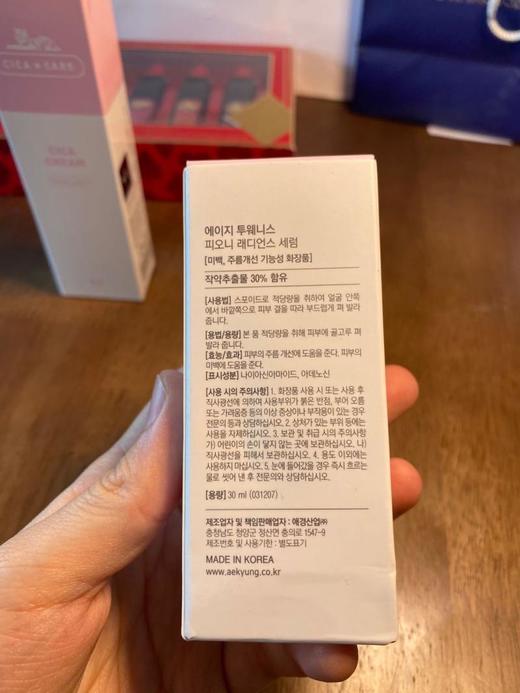 CICA CARE
CICA
CREAM
에이지 투웨니스
피오니 래디언스 세럼
[미백, 주름개선 기능성 화장품]
작약추출물 30% 함유
[사용법] 스포이드로 적당량을 취하여 얼굴 안쪽
에서 바깥쪽으로 피부 결을 따라 부드럽게 펴 발라
줍니다.
[용법/용량] 본 품 적당량을 취해 피부에 골고루 펴
발라 줍니다.
[효능/효과] 피부의 주름 개선에 도움을 준다. 피부의
미백에 도움을 준다.
[표시성분] 나이아신아마이드, 아데노신
[사용 시의 주의사항] 1. 화장품 사용 시 또는 사용 후
직사광선에 의하여 사용부위가 붉은 반점, 부어 오름
또는 가려움증 등의 이상 증상이나 부작용이 있는 경우
전문의 등과 상담하십시오. 2. 상처가 있는 부위 등에는
사용을 자제하십시오. 3. 보관 및 취급 시의 주의사항
가) 어린이의 손이 닿지 않는 곳에 보관하십시오. 나)
직사광선을 피해서 보관하십시오. 4. 용도 이외에는
사용하지 마십시오. 5. 눈에 들어갔을 경우 즉시 흐르는
물로 씻어 낸 후 전문의와 상담하십시오.
[용량] 30 ml (031207)
제조업자 및 책임판매업자 : 애경산업㈜
충청남도 청양군 정산면 충의로 1547-9
제조번호 및 사용기한 : 별도표기
MADE IN KOREA
www.aekyung.co.kr